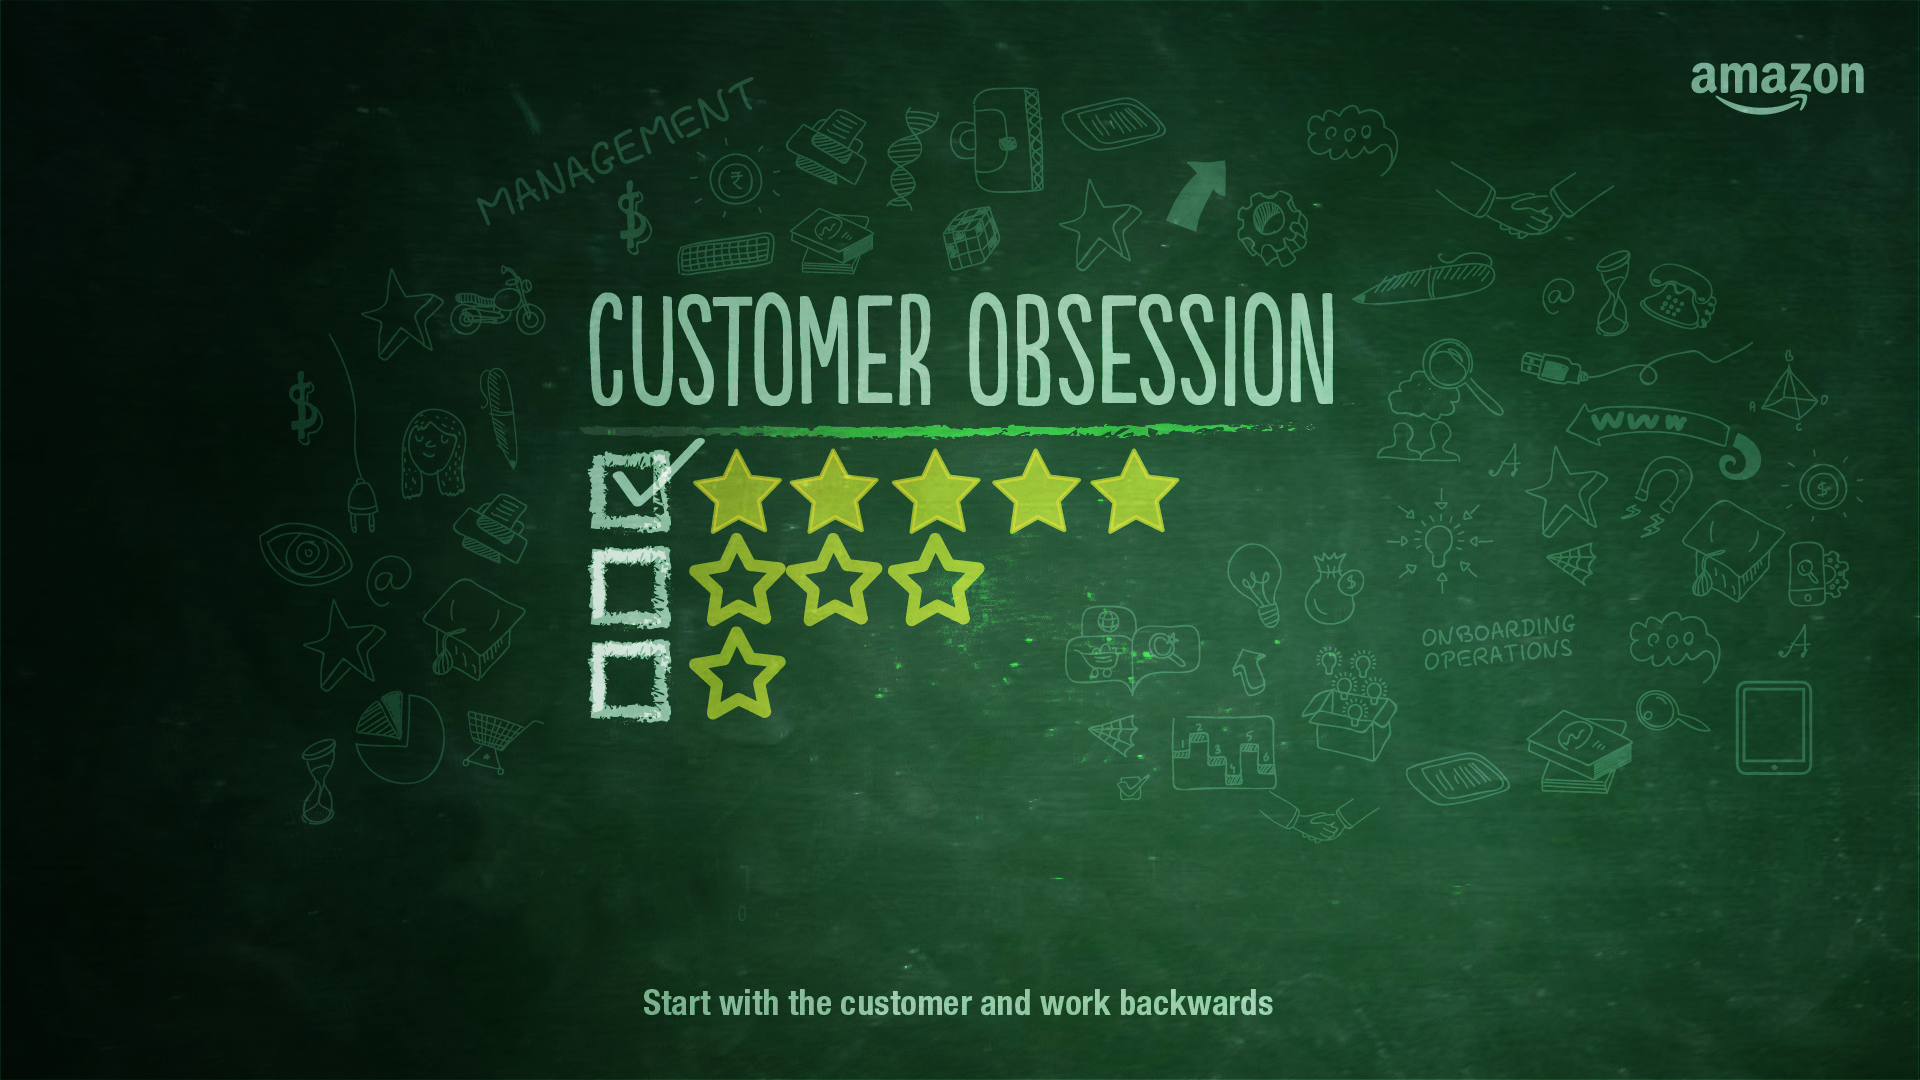 amazon
MANAGEMENT
CUSTOMER OBSESSION
www
ONBOARDING
OPERATIONS
Start with the customer and work backwards